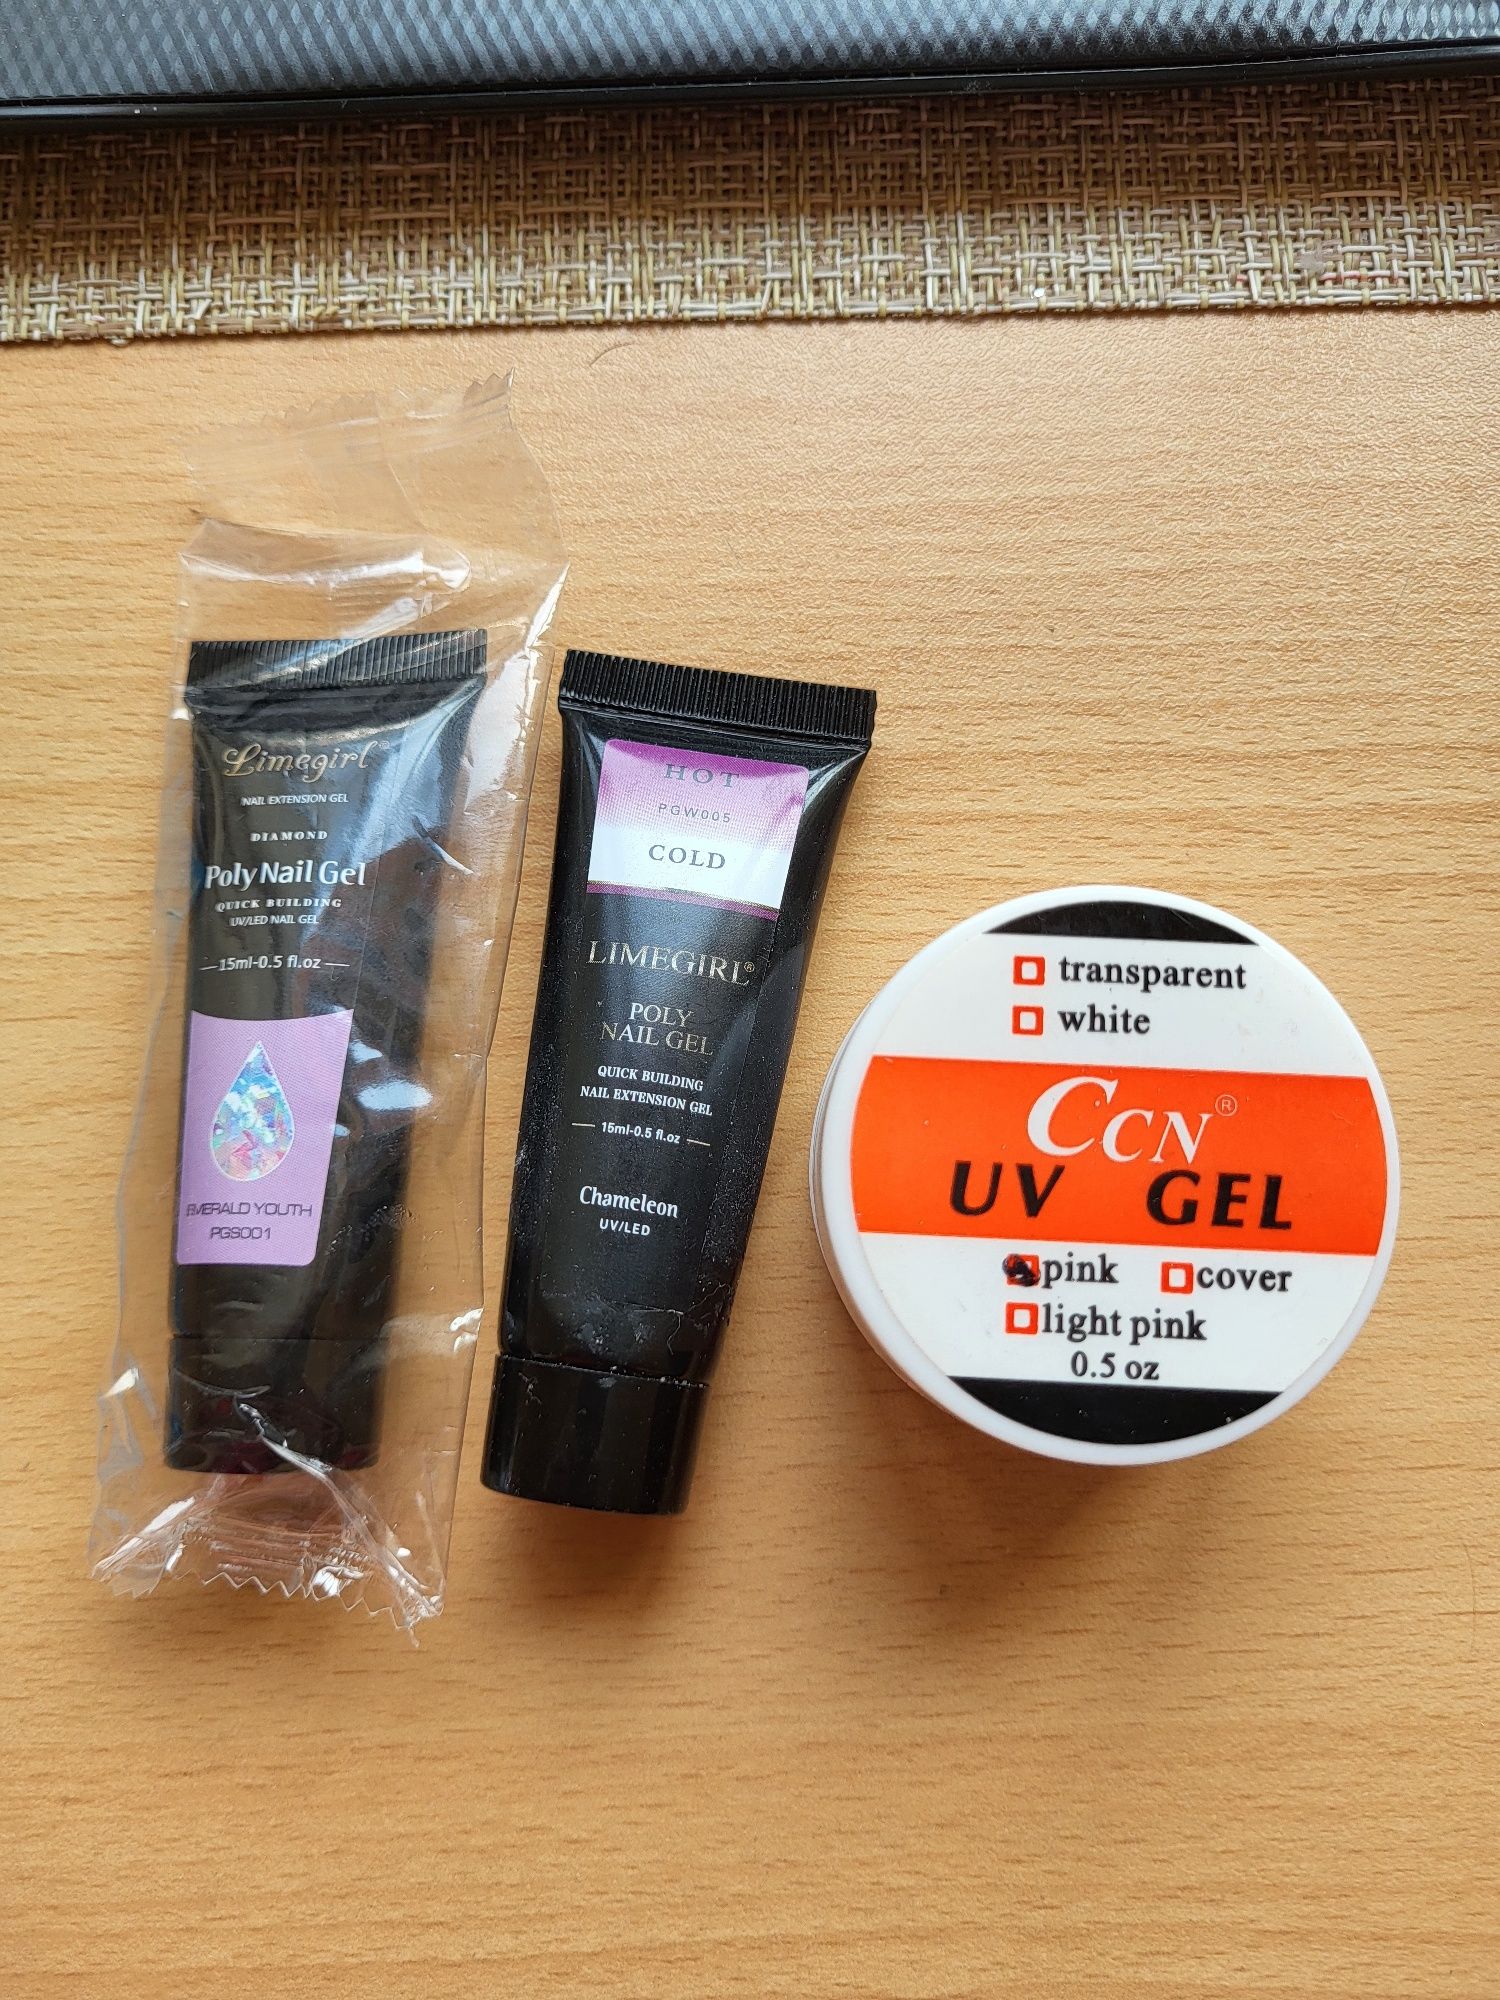 Limegirl®
NAIL EXTENSION GEL
DIAMOND
Poly Nail Gel
QUICK BUILDING
UV/LED NAIL GEL
15ml-0.5 fl.oz
EMERALD YOUTH
PGS001
HOT
PGW005
COLD
LIMEGIRL®
POLY
NAIL GEL
QUICK BUILDING
NAIL EXTENSION GEL
15ml-0.5 fl.oz
Chameleon
UV/LED
transparent
white
CCN®
UV GEL
pink cover
light pink
0.5 oz